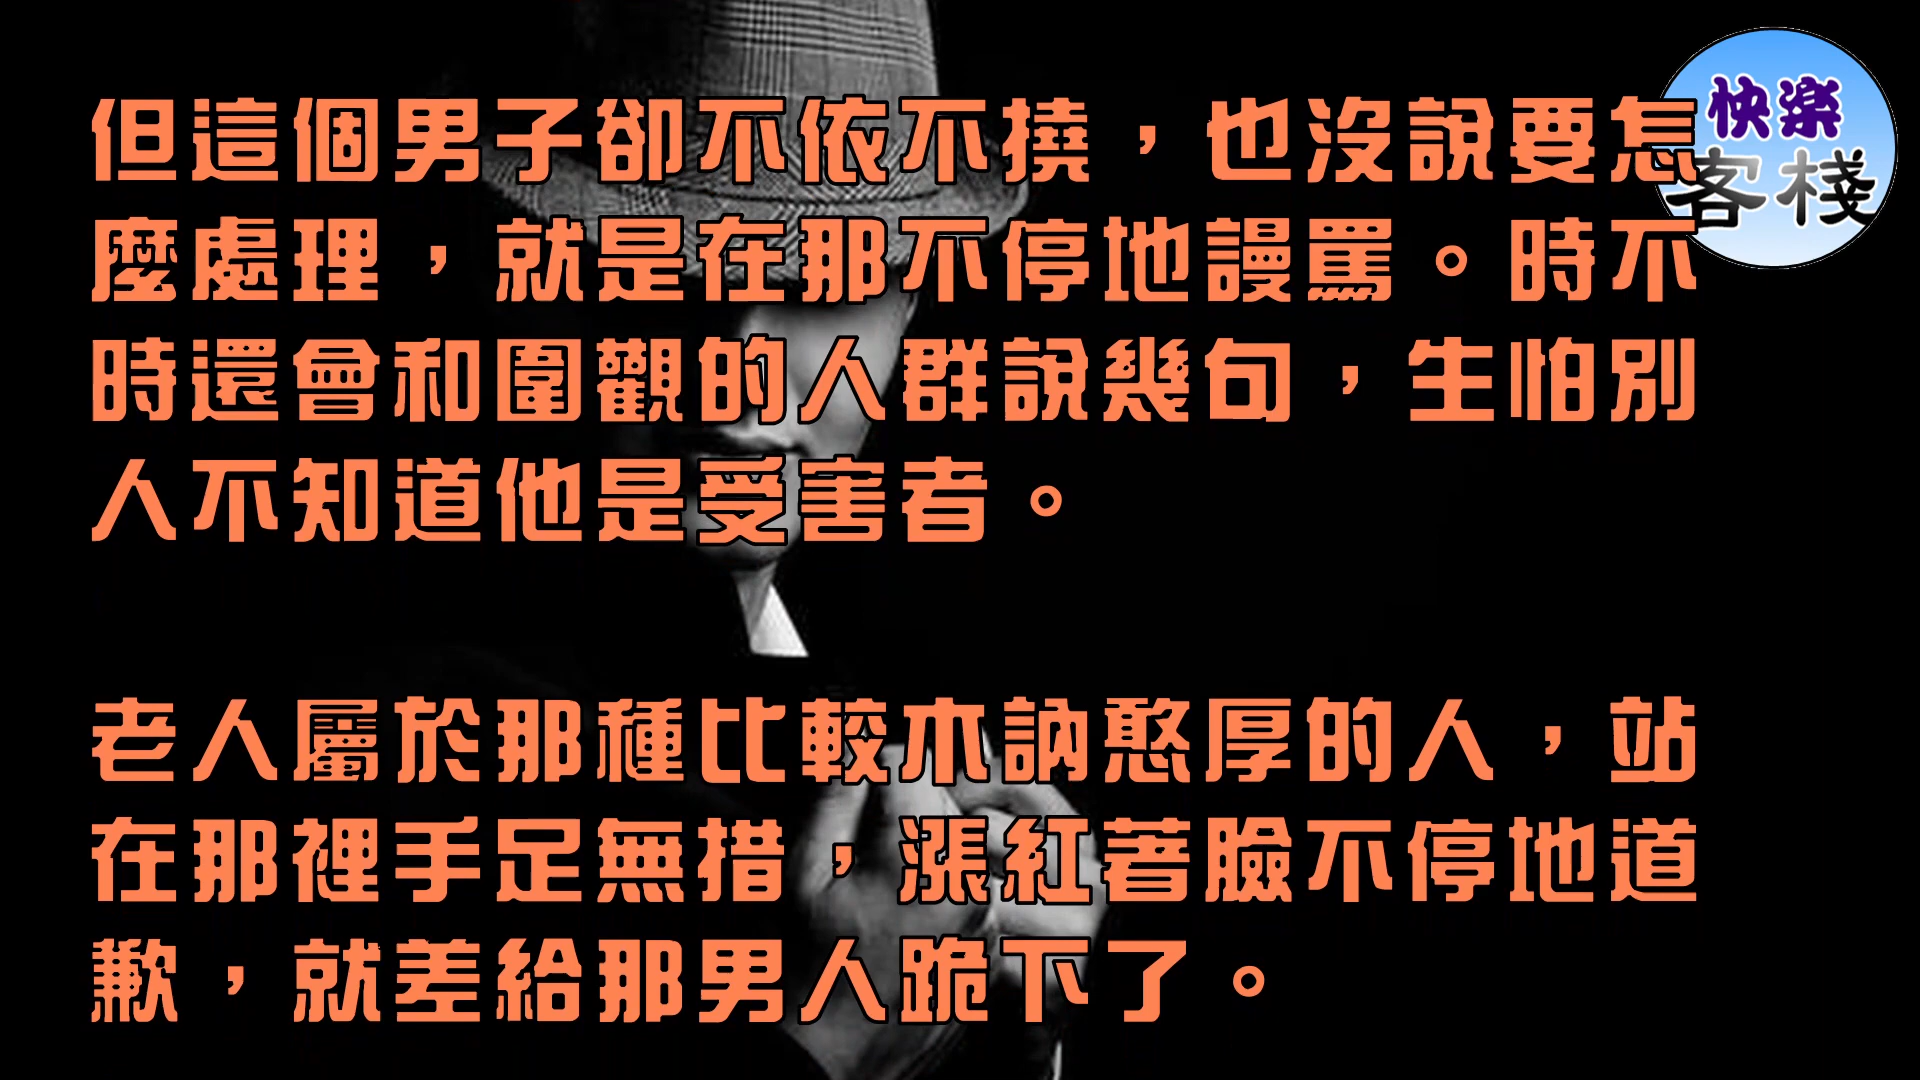 但這個男子卻不依不撓，也沒說要怎
麼處理，就是在那不停地謾罵。時不
時還會和圍觀的人群說幾句，生怕別
人不知道他是受害者。
老人屬於那種比較木訥憨厚的人，站
在那裡手足無措，漲紅著臉不停地道
歉，就差給那男人跪下了。
快楽
客棧